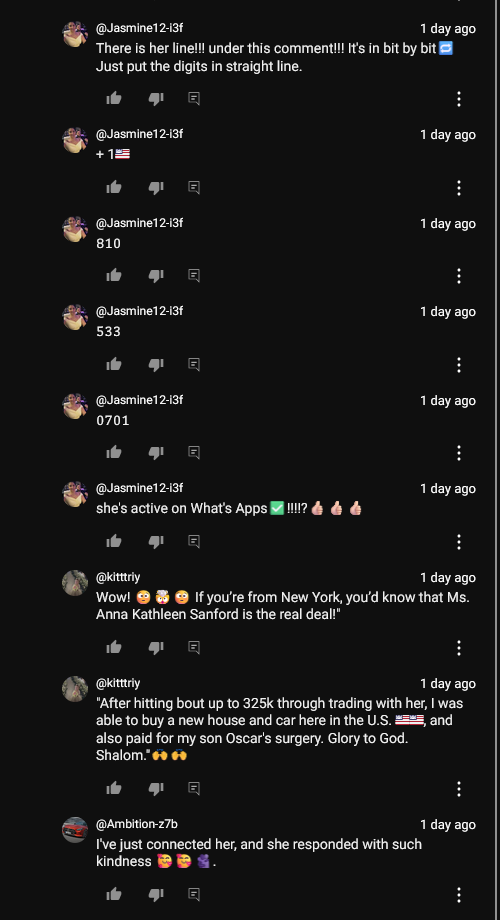 @Jasmine12-i3f 1 day ago
There is her line!!! under this comment!!! It's in bit by bit🔁
Just put the digits in straight line.
@Jasmine12-i3f 1 day ago
+ 1🇺🇸
@Jasmine12-i3f 1 day ago
810
@Jasmine12-i3f 1 day ago
533
@Jasmine12-i3f 1 day ago
0701
@Jasmine12-i3f 1 day ago
she's active on What's Apps✅!!!!?👍🏻👍🏻👍🏻
@kitttriy 1 day ago
Wow! 😳🤯😳 If you’re from New York, you’d know that Ms.
Anna Kathleen Sanford is the real deal!"
@kitttriy 1 day ago
"After hitting bout up to 325k through trading with her, I was
able to buy a new house and car here in the U.S. 🇺🇸🇺🇸, and
also paid for my son Oscar's surgery. Glory to God.
Shalom."🙌🙌
@Ambition-z7b 1 day ago
I've just connected her, and she responded with such
kindness 🥰🥰🫂.